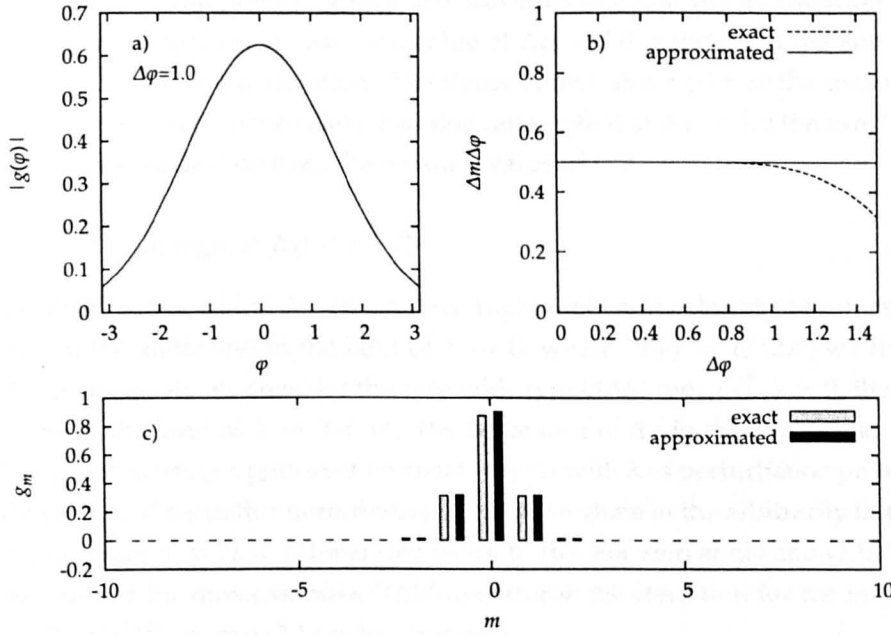 a)
Δφ=1.0
|g(φ)|
0.7
0.6
0.5
0.4
0.3
0.2
0.1
0
-3 -2 -1 0 1 2 3
φ
b)
exact
approximated
ΔmΔφ
1
0.8
0.6
0.4
0.2
0
0 0.2 0.4 0.6 0.8 1 1.2 1.4
Δφ
c)
exact
approximated
g_m
1
0.8
0.6
0.4
0.2
0
-0.2
-10 -5 0 5 10
m